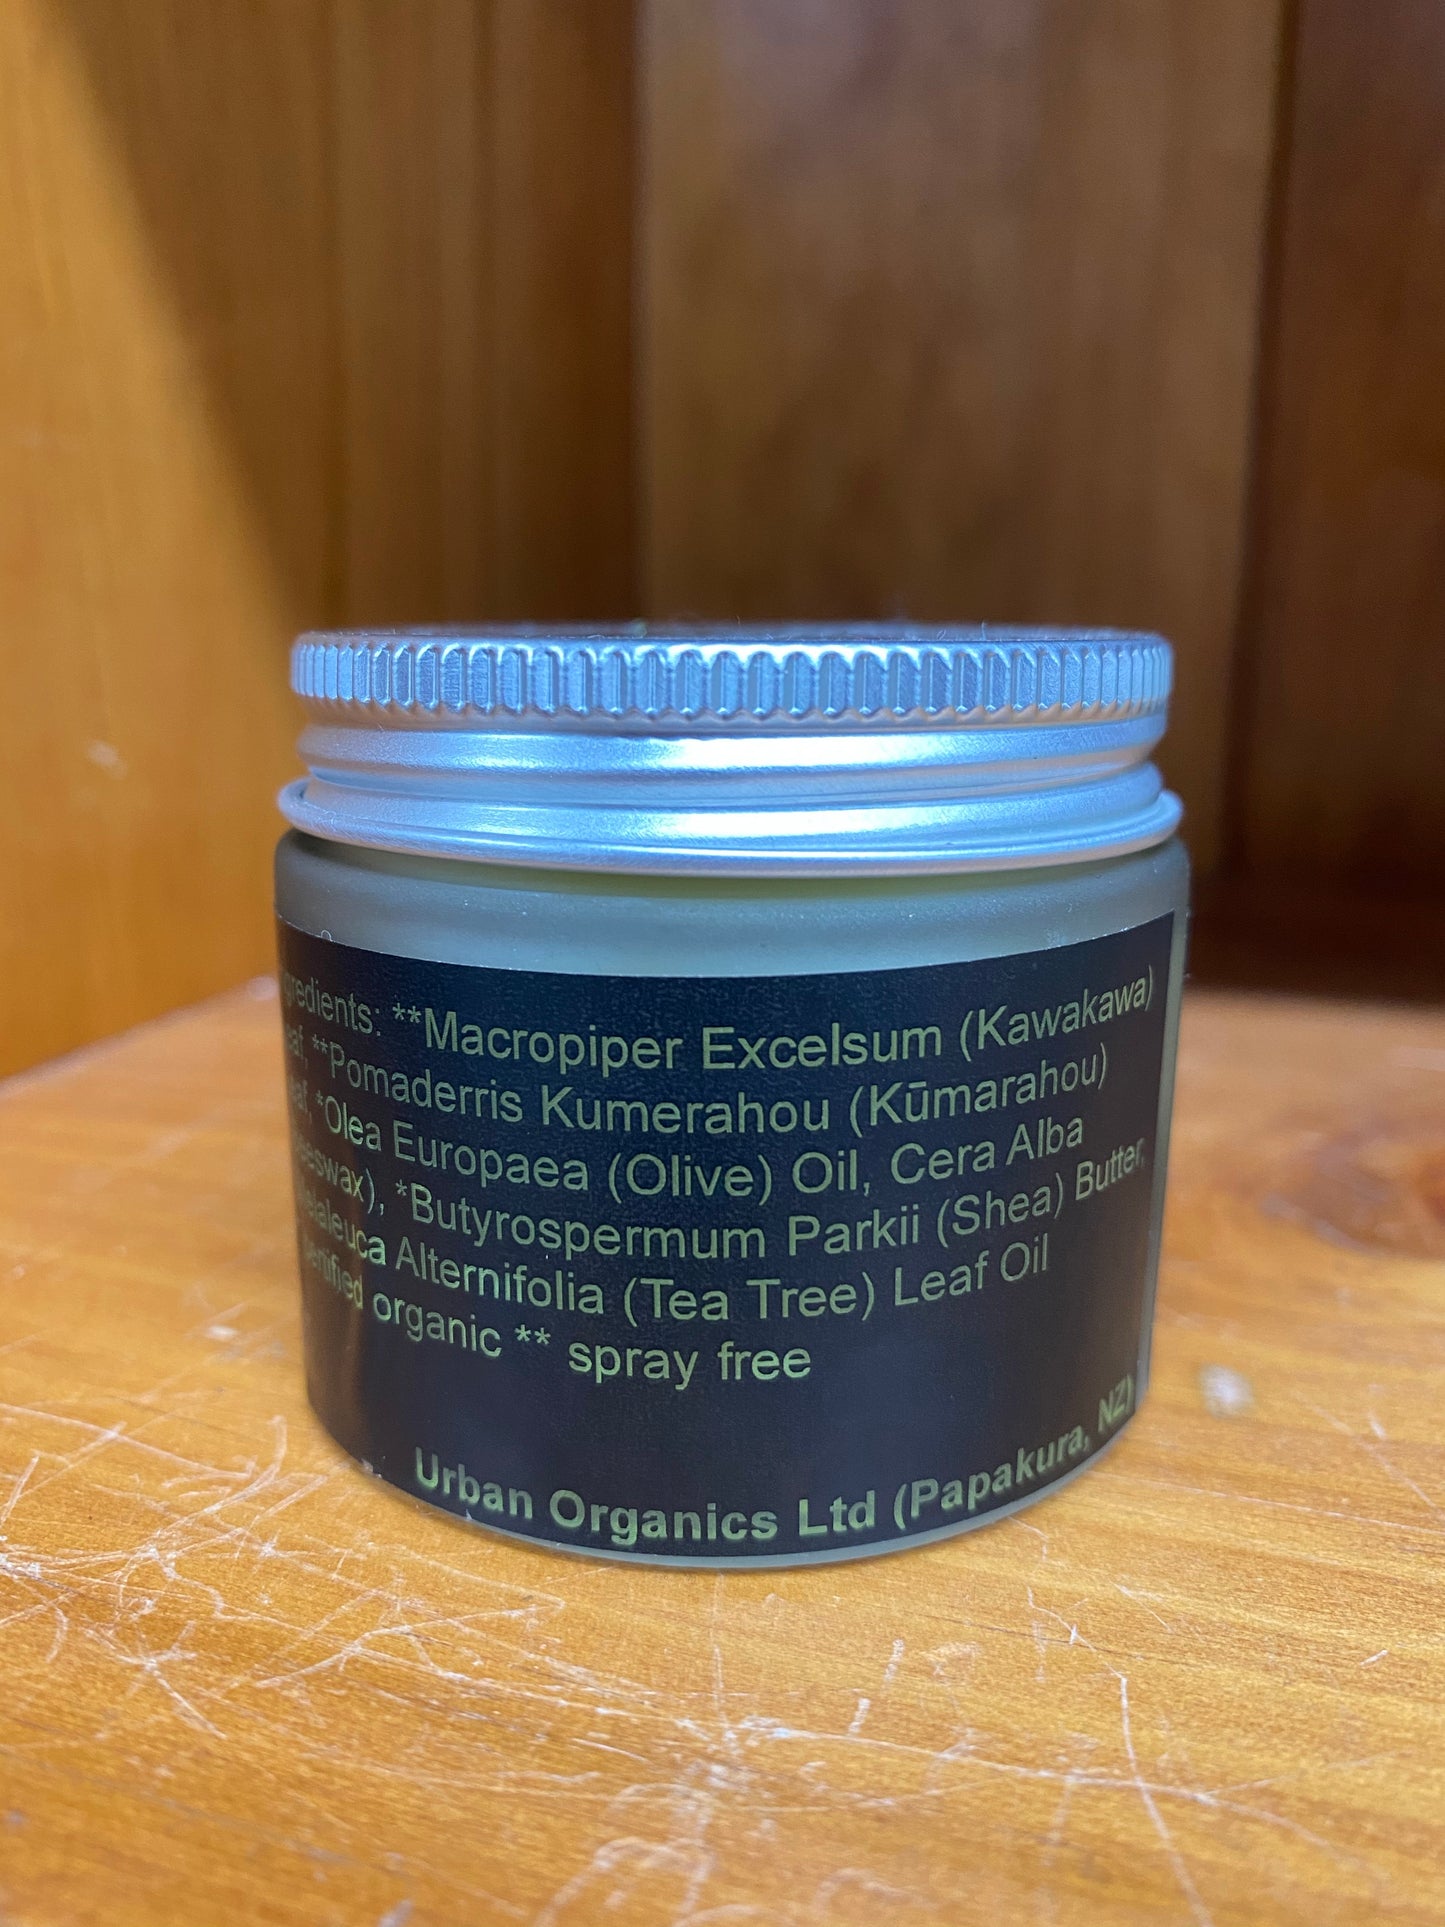 ngredients: **Macropiper Excelsum (Kawakawa)
eaf, **Pomaderris Kumerahou (Kūmarahou)
eaf, *Olea Europaea (Olive) Oil, Cera Alba
eeswax), *Butyrospermum Parkii (Shea) Butter,
elaleuca Alternifolia (Tea Tree) Leaf Oil
ertified organic ** spray free
Urban Organics Ltd (Papakura, NZ)